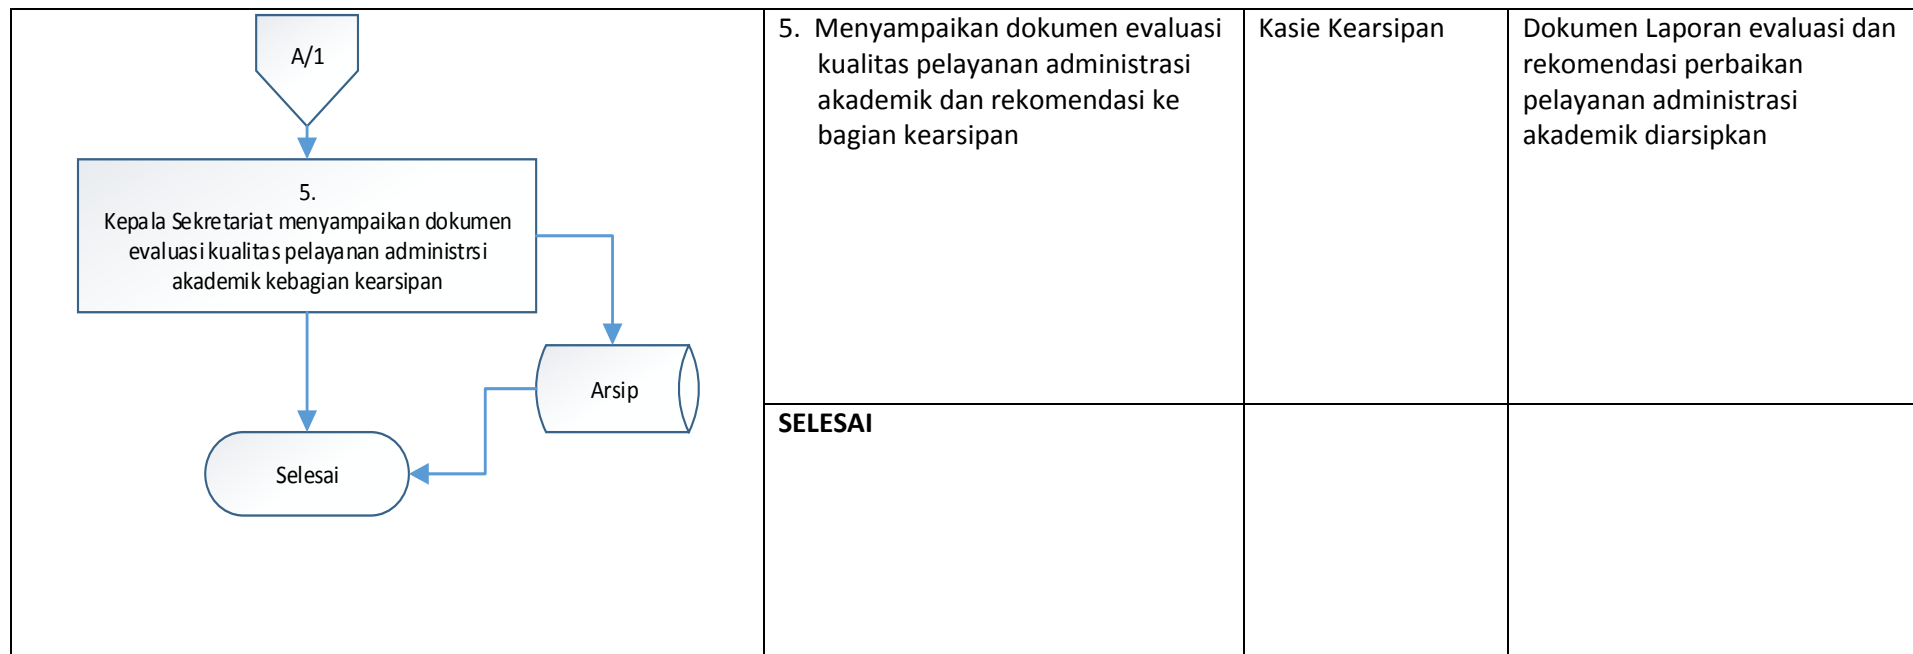 A/1
5.
Kepala Sekretariat menyampaikan dokumen
evaluasi kualitas pelayanan administrsi
akademik kebagian kearsipan
Arsip
Selesai
5. Menyampaikan dokumen evaluasi
kualitas pelayanan administrasi
akademik dan rekomendasi ke
bagian kearsipan
Kasie Kearsipan
Dokumen Laporan evaluasi dan
rekomendasi perbaikan
pelayanan administrasi
akademik diarsipkan
SELESAI